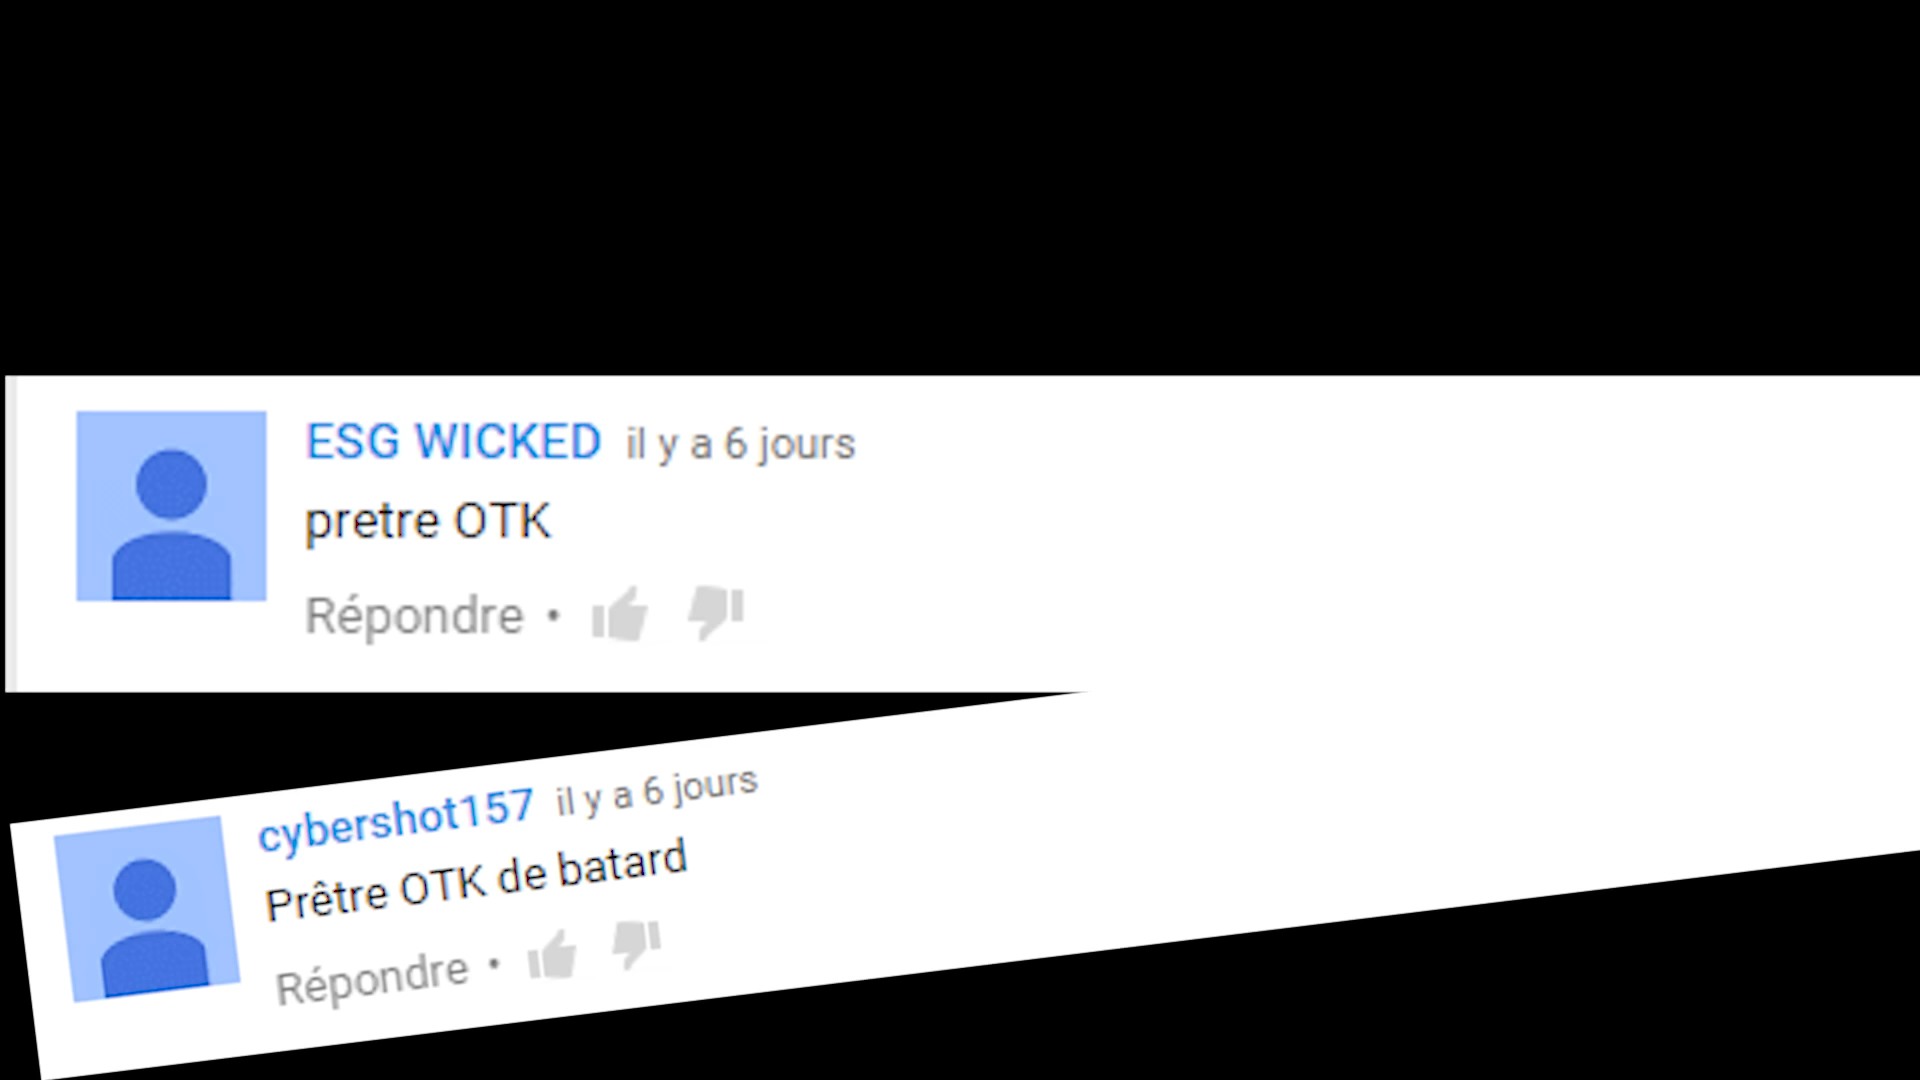 ESG WICKED il y a 6 jours
pretre OTK
Répondre •
cybershot157 il y a 6 jours
Prêtre OTK de batard
Répondre •